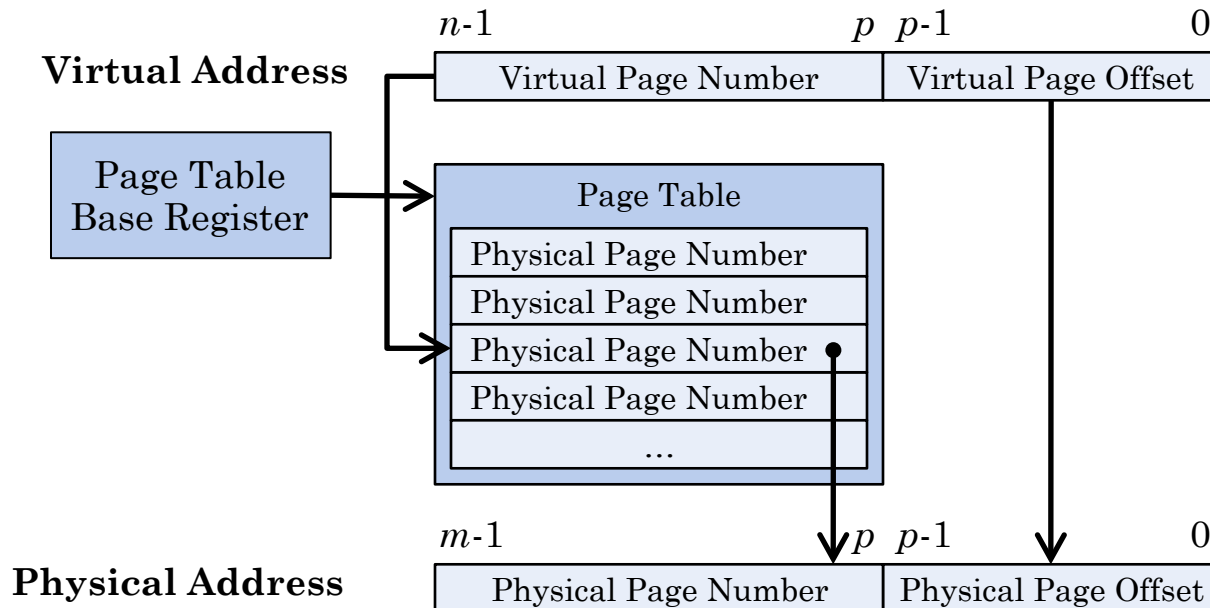 n-1 p p-1 0
Virtual Address
Virtual Page Number Virtual Page Offset
Page Table
Base Register
Page Table
Physical Page Number
Physical Page Number
Physical Page Number
Physical Page Number
...
m-1 p p-1 0
Physical Address
Physical Page Number Physical Page Offset